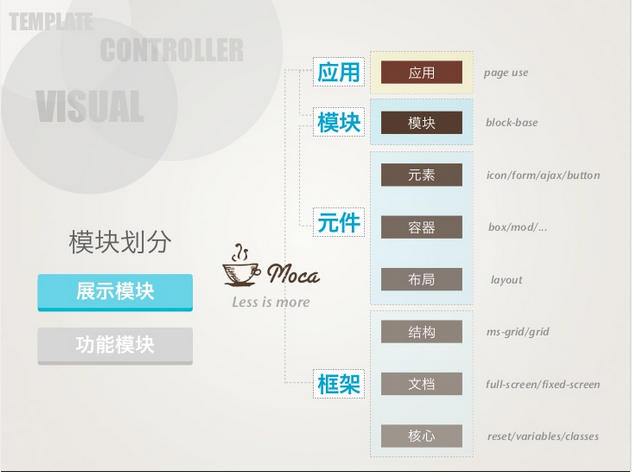 TEMPLATE
CONTROLLER
VISUAL
模块划分
展示模块
功能模块
Moca
Less is more
应用
应用
page use
模块
模块
block-base
元件
元素
icon/form/ajax/button
容器
box/mod/...
布局
layout
框架
结构
ms-grid/grid
文档
full-screen/fixed-screen
核心
reset/variables/classes